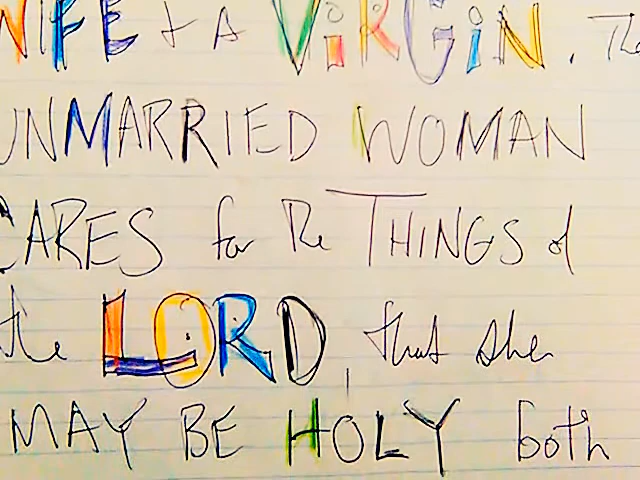 WIFE & A VIRGIN. The
UNMARRIED WOMAN
CARES for the THINGS of
the LORD, that she
MAY BE HOLY both